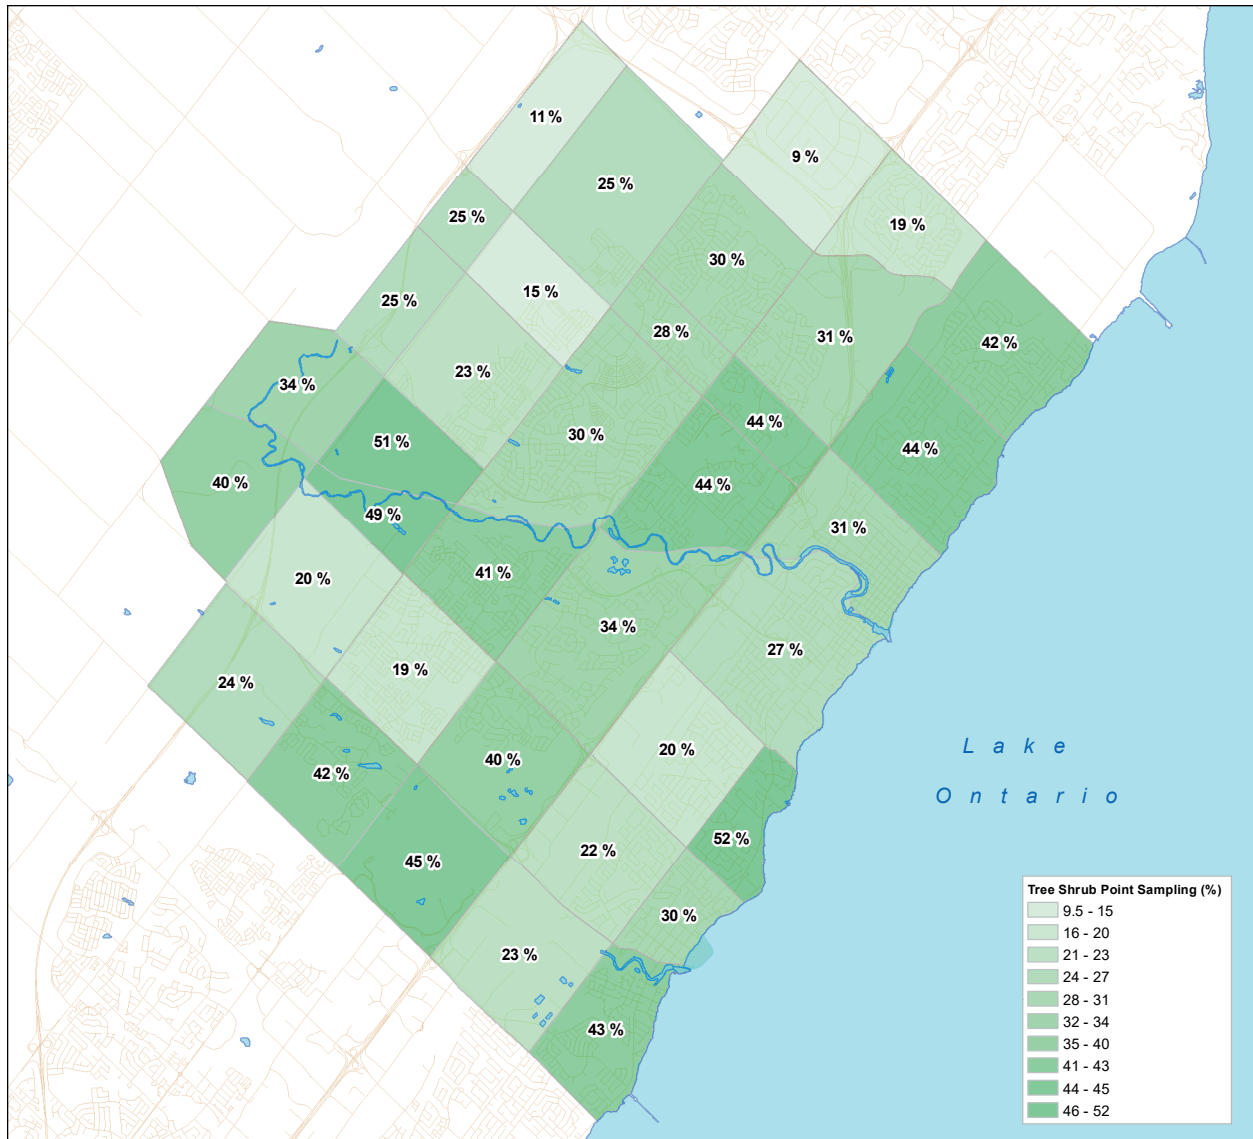 11 %
9 %
25 %
25 %
19 %
30 %
15 %
25 %
28 %
31 %
42 %
23 %
34 %
30 %
44 %
51 %
44 %
40 %
44 %
49 %
31 %
41 %
20 %
34 %
27 %
19 %
24 %
20 %
40 %
42 %
Lake
Ontario
52 %
22 %
45 %
30 %
23 %
43 %
Tree Shrub Point Sampling (%)
9.5 - 15
16 - 20
21 - 23
24 - 27
28 - 31
32 - 34
35 - 40
41 - 43
44 - 45
46 - 52